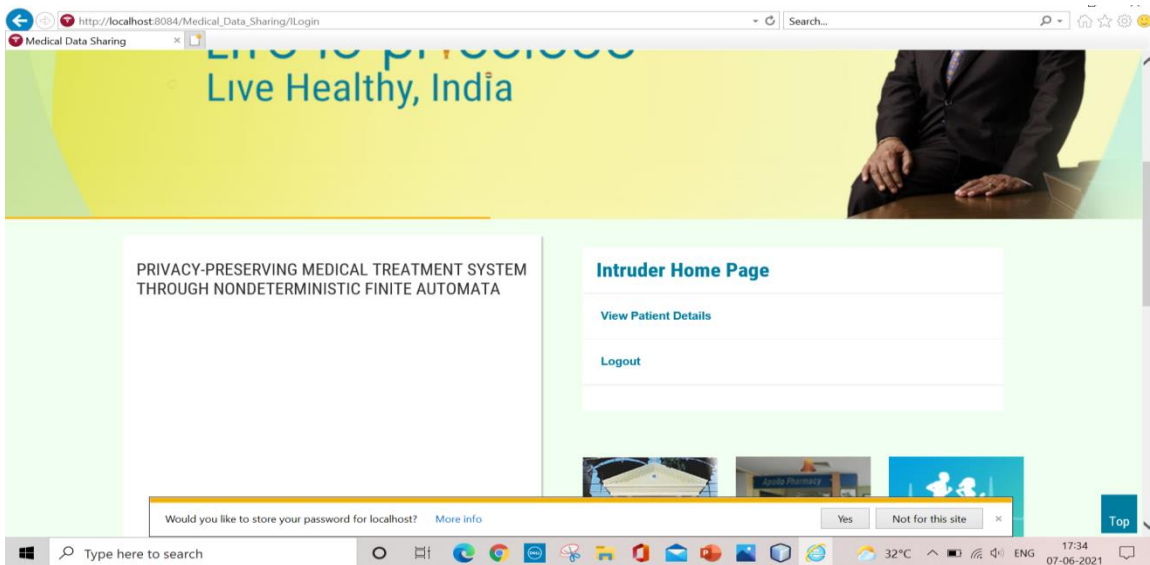 http://localhost:8084/Medical_Data_Sharing/ILogin
Search...
Medical Data Sharing
Live Healthy, India
PRIVACY-PRESERVING MEDICAL TREATMENT SYSTEM
THROUGH NONDETERMINISTIC FINITE AUTOMATA
Intruder Home Page
View Patient Details
Logout
Apollo Pharmacy
Would you like to store your password for localhost? More info
Yes
Not for this site
Top
Type here to search
32°C
ENG
17:34
07-06-2021